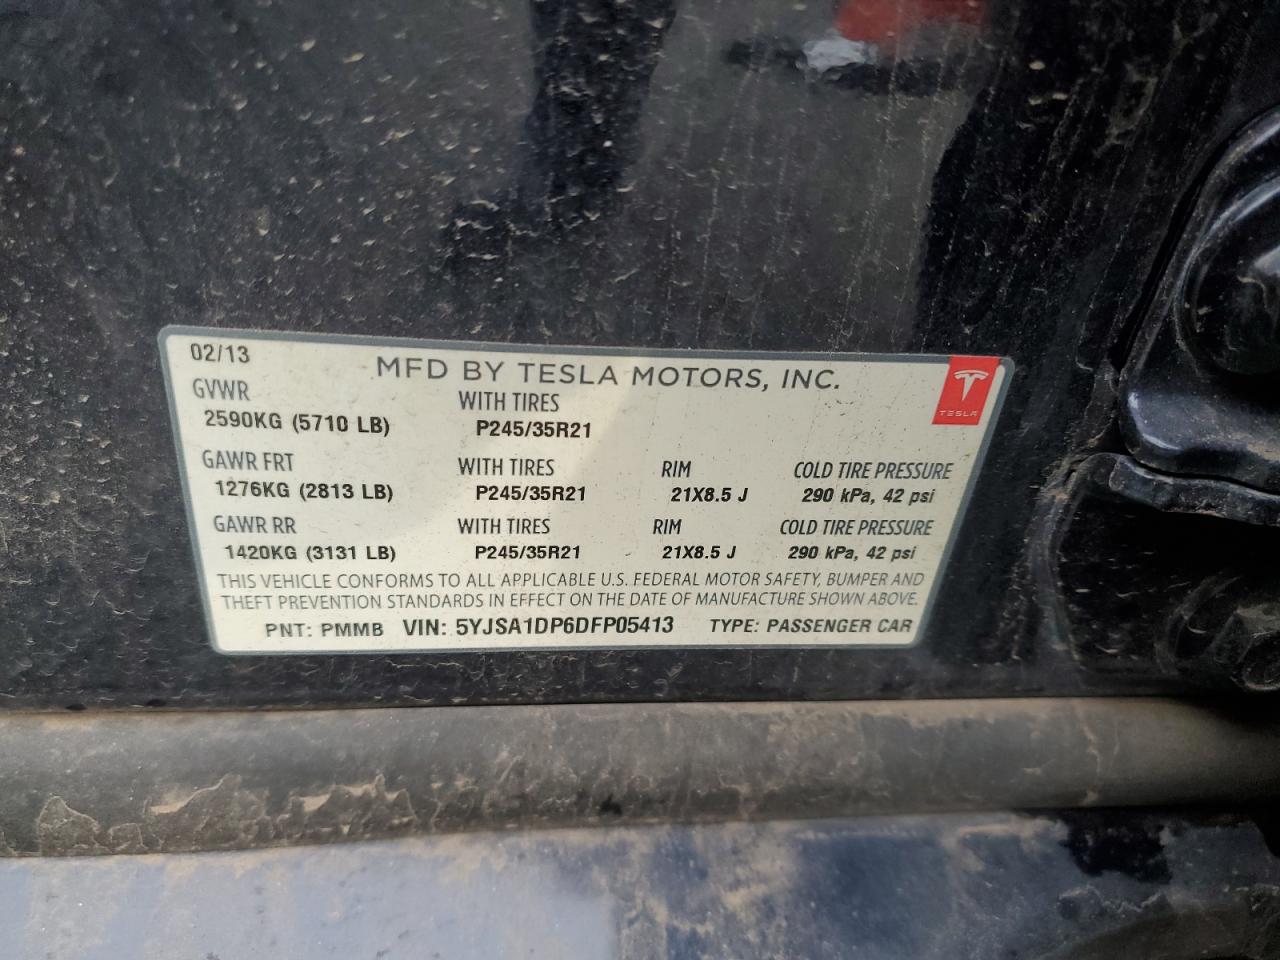 02/13
MFD BY TESLA MOTORS, INC.
TESLA
GVWR WITH TIRES
2590KG (5710 LB) P245/35R21
GAWR FRT WITH TIRES RIM COLD TIRE PRESSURE
1276KG (2813 LB) P245/35R21 21X8.5 J 290 kPa, 42 psi
GAWR RR WITH TIRES RIM COLD TIRE PRESSURE
1420KG (3131 LB) P245/35R21 21X8.5 J 290 kPa, 42 psi
THIS VEHICLE CONFORMS TO ALL APPLICABLE U.S. FEDERAL MOTOR SAFETY, BUMPER AND
THEFT PREVENTION STANDARDS IN EFFECT ON THE DATE OF MANUFACTURE SHOWN ABOVE.
PNT: PMMB VIN: 5YJSA1DP6DFP05413 TYPE: PASSENGER CAR